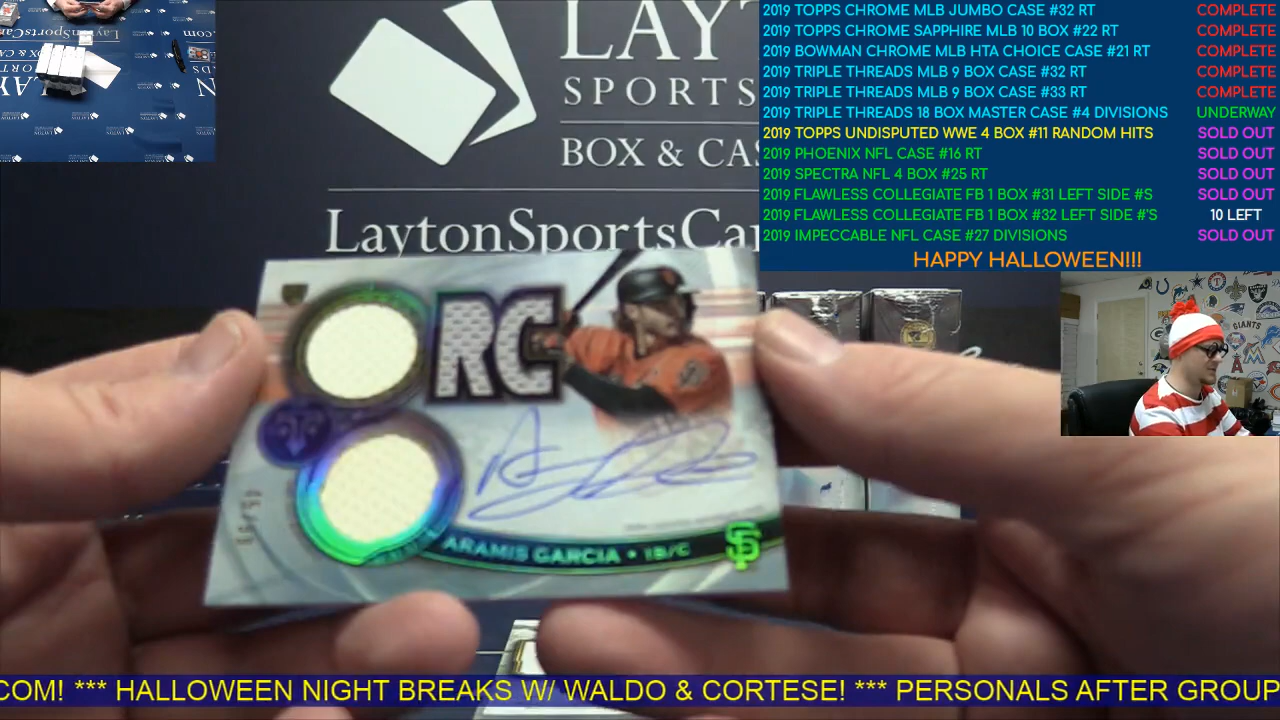 2019 TOPPS CHROME MLB JUMBO CASE #32 RT COMPLETE
2019 TOPPS CHROME SAPPHIRE MLB 10 BOX #22 RT COMPLETE
2019 BOWMAN CHROME MLB HTA CHOICE CASE #21 RT COMPLETE
2019 TRIPLE THREADS MLB 9 BOX CASE #32 RT COMPLETE
2019 TRIPLE THREADS MLB 9 BOX CASE #33 RT COMPLETE
2019 TRIPLE THREADS 18 BOX MASTER CASE #4 DIVISIONS UNDERWAY
2019 TOPPS UNDISPUTED WWE 4 BOX #11 RANDOM HITS SOLD OUT
2019 PHOENIX NFL CASE #16 RT SOLD OUT
2019 SPECTRA NFL 4 BOX #25 RT SOLD OUT
2019 FLAWLESS COLLEGIATE FB 1 BOX #31 LEFT SIDE #S SOLD OUT
2019 FLAWLESS COLLEGIATE FB 1 BOX #32 LEFT SIDE #'S 10 LEFT
2019 IMPECCABLE NFL CASE #27 DIVISIONS SOLD OUT
HAPPY HALLOWEEN!!!
LAYT
SPORTS
BOX & CAS
LaytonSportsCar
RC
ARAMIS GARCIA • 1B/C
SF
GIANTS
COM! *** HALLOWEEN NIGHT BREAKS W/ WALDO & CORTESE! *** PERSONALS AFTER GROUP